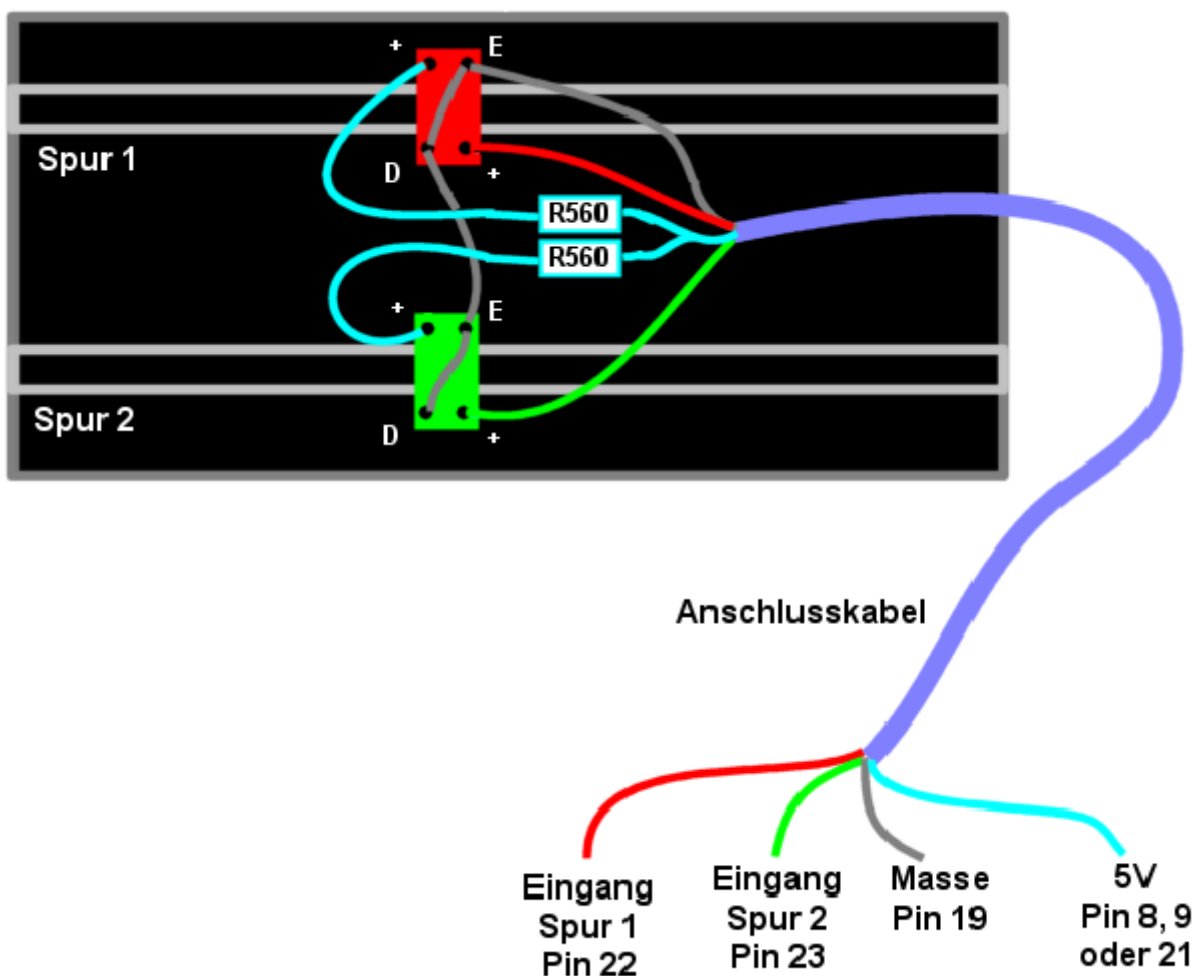 + E
Spur 1
D +
R560
R560
+ E
Spur 2
D +
Anschlusskabel
Eingang
Spur 1
Pin 22
Eingang
Spur 2
Pin 23
Masse
Pin 19
5V
Pin 8, 9
oder 21